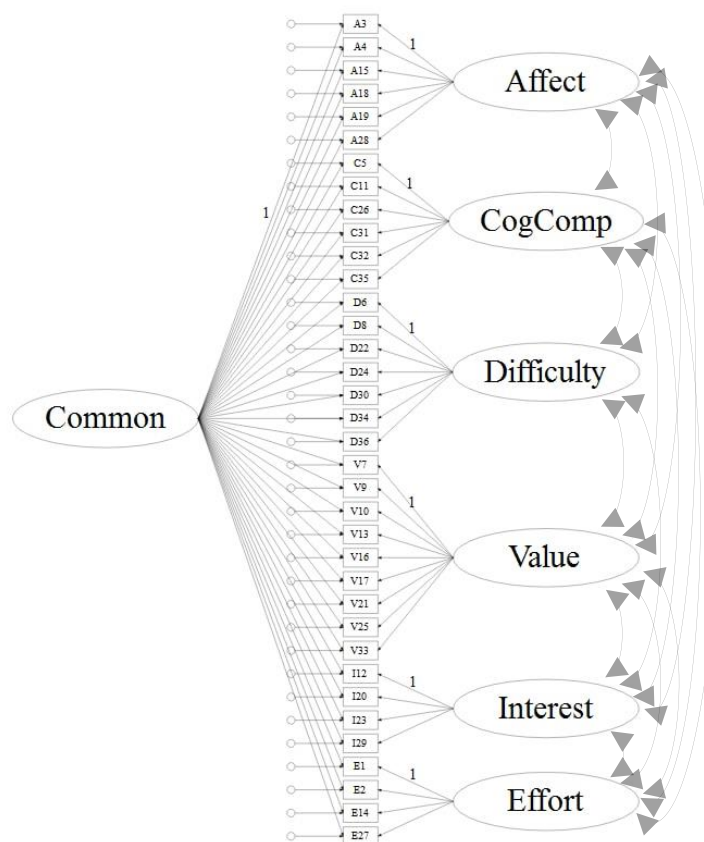 A3
A4
A15
A18
A19
A28
C5
C11
C26
C31
C32
C35
D6
D8
D22
D24
D30
D34
D36
V7
V9
V10
V13
V16
V17
V21
V25
V33
I12
I20
I23
I29
E1
E2
E14
E27
1
Common
1
Affect
1
CogComp
1
Difficulty
1
Value
1
Interest
1
Effort